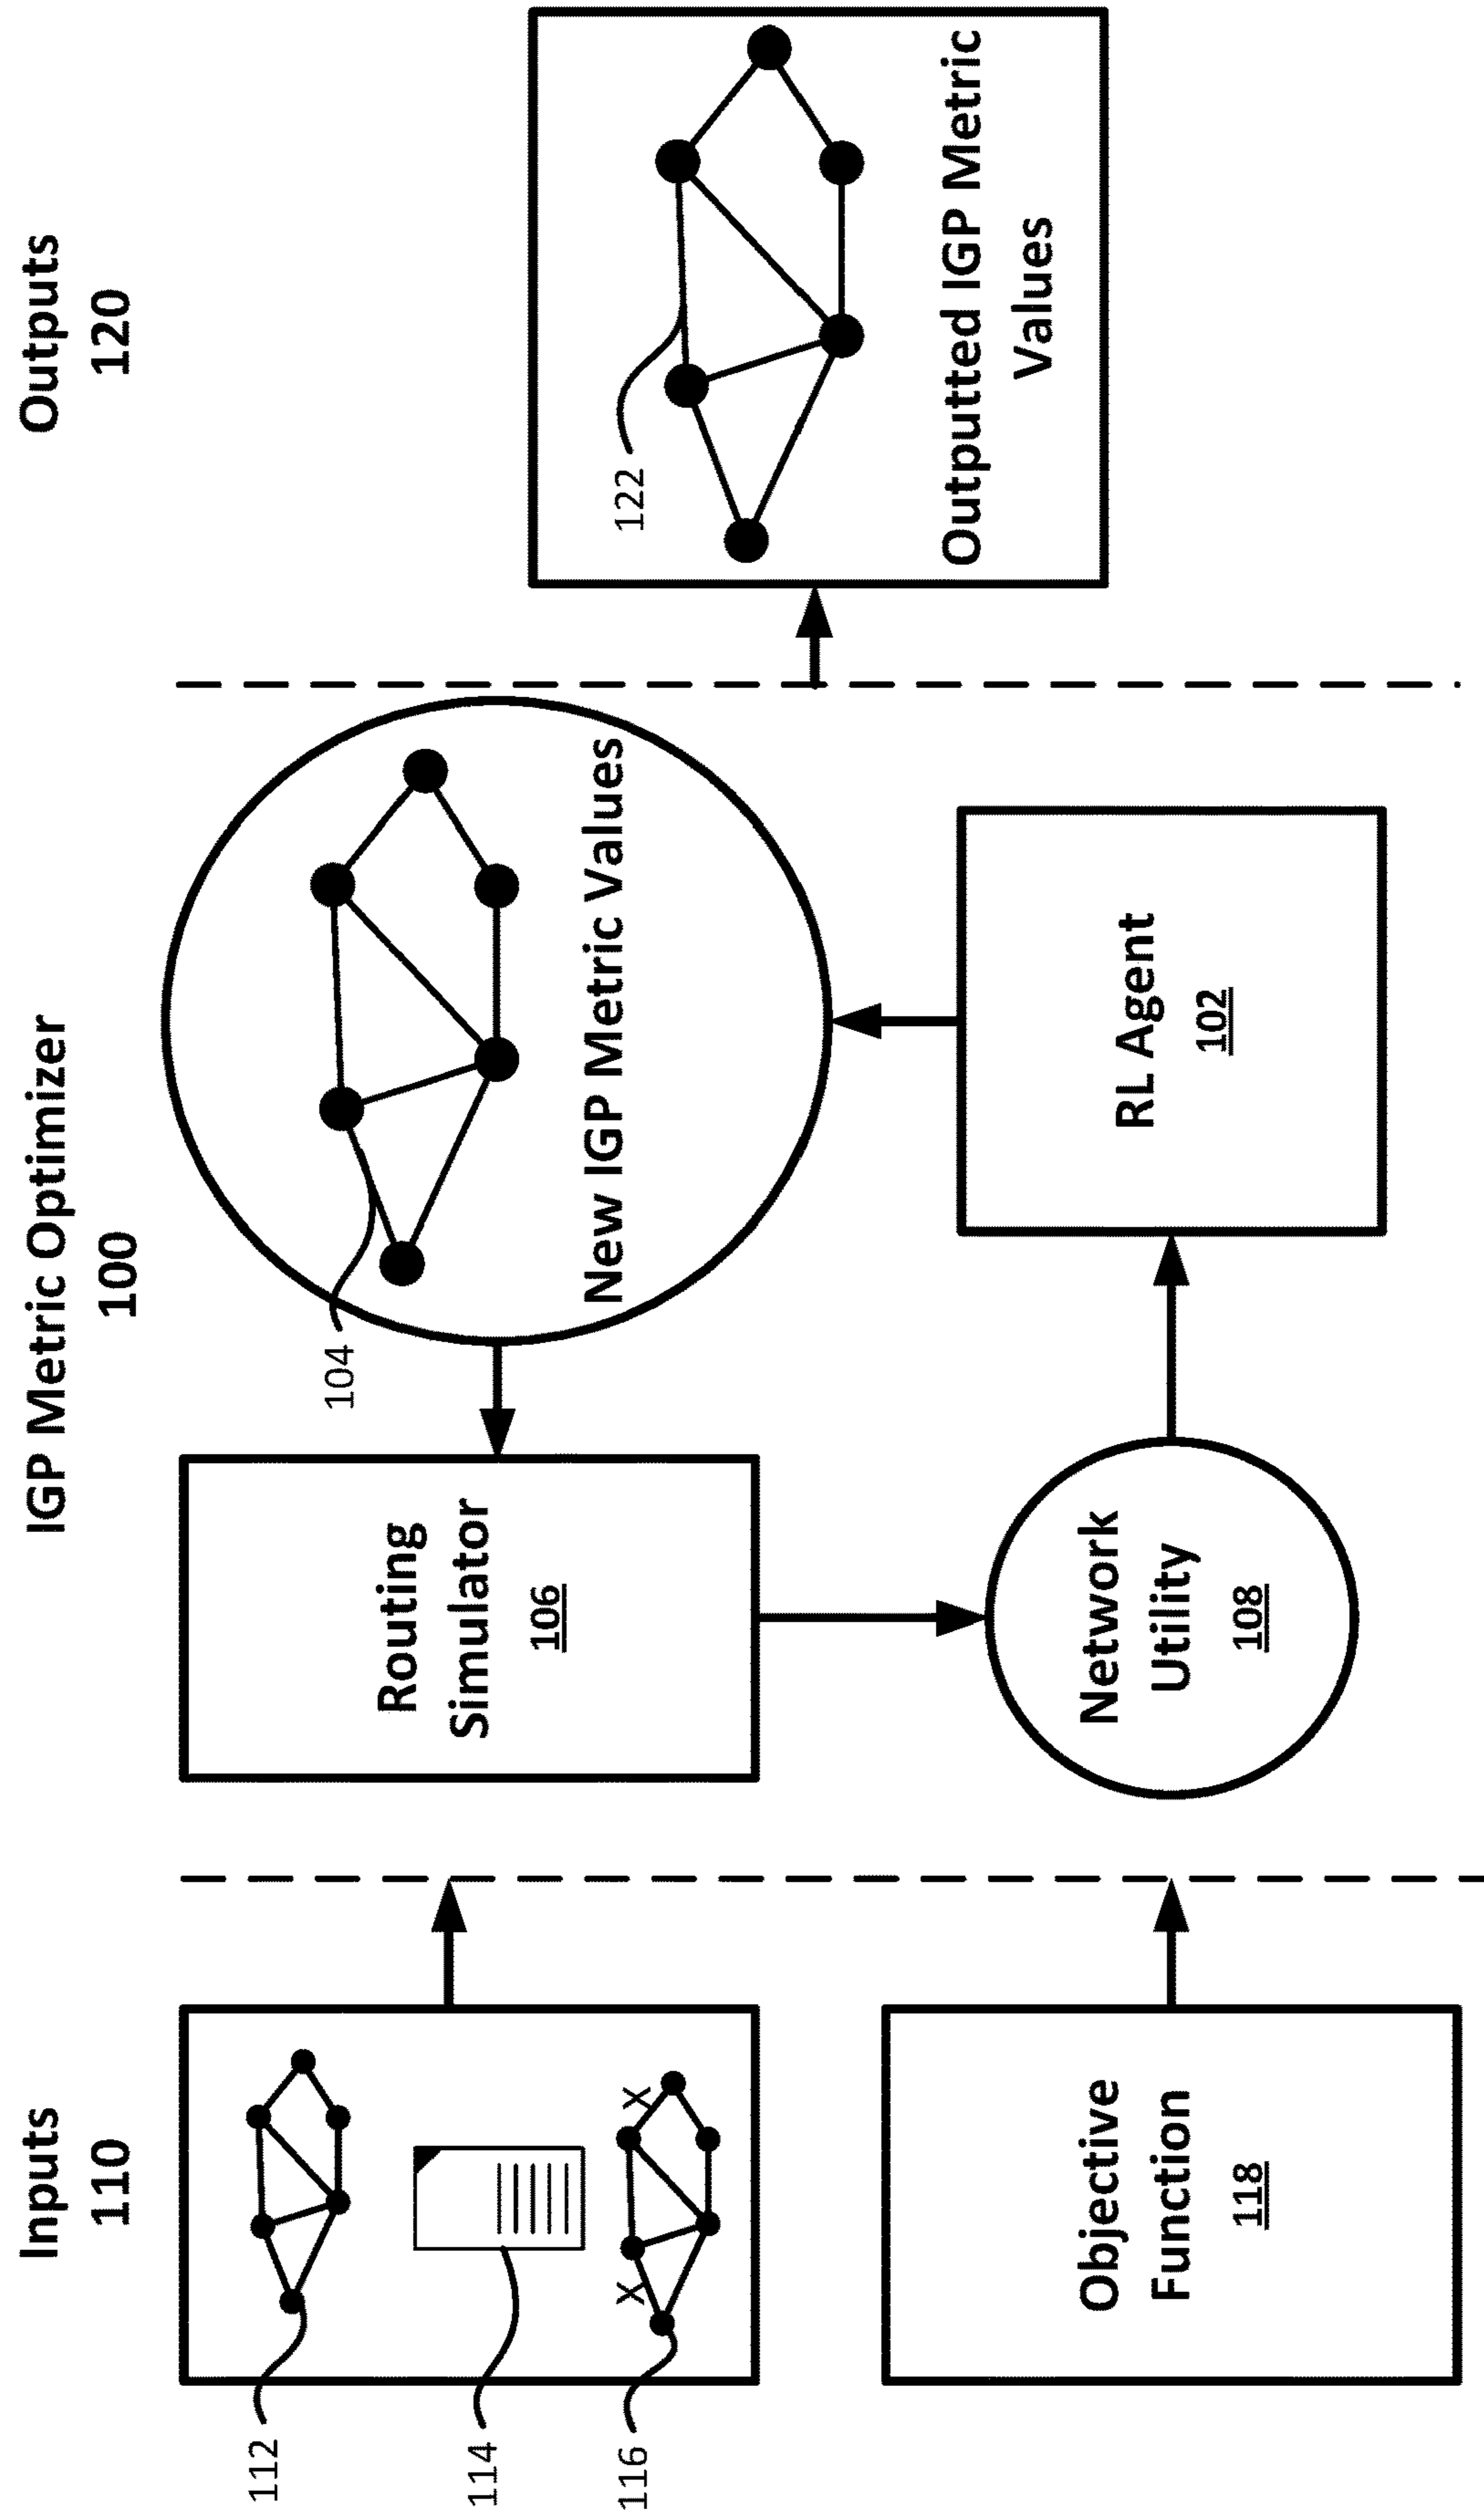 Inputs
110
IGP Metric Optimizer
100
Outputs
120
112
114
116
x
x
Objective
Function
118
Routing
Simulator
106
Network
Utility
108
104
New IGP Metric Values
RL Agent
102
122
Outputted IGP Metric
Values